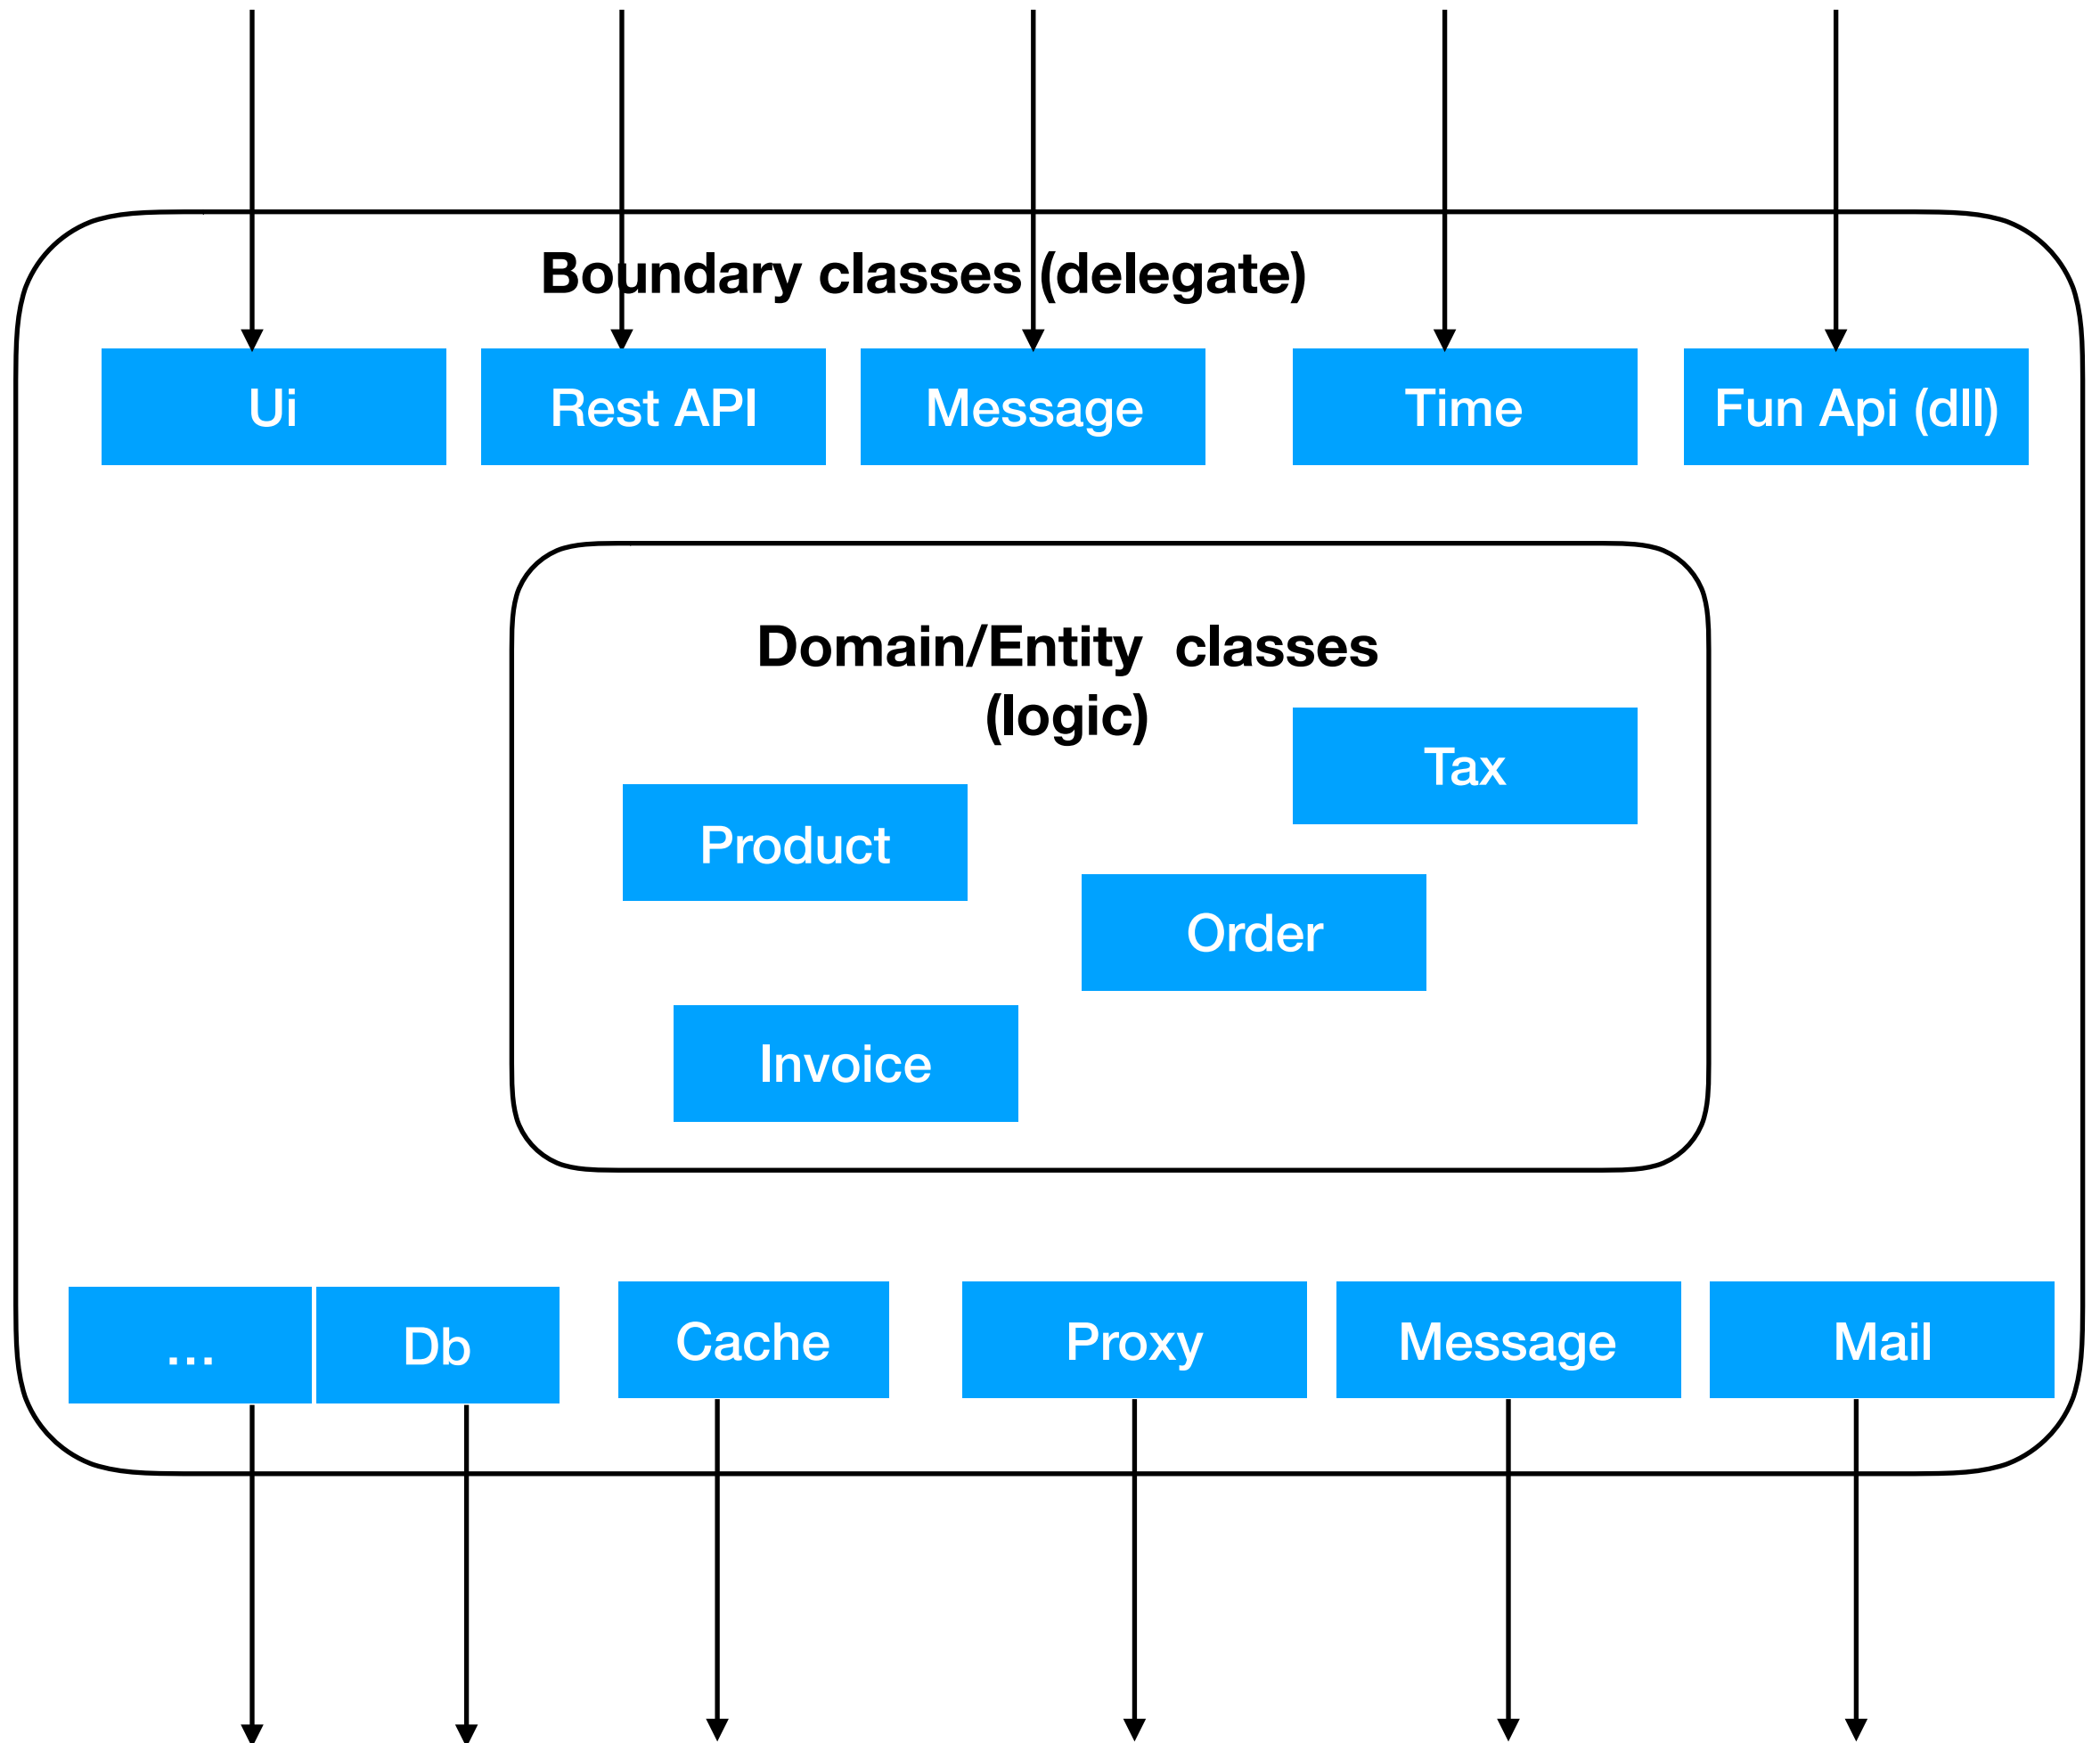 Boundary classes (delegate)
Ui
Rest API
Message
Time
Fun Api (dll)
Domain/Entity classes
(logic)
Tax
Product
Order
Invoice
...
Db
Cache
Proxy
Message
Mail